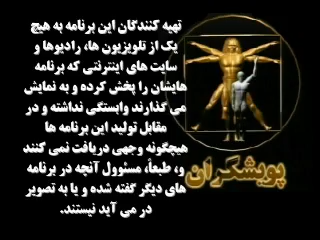 تهیه کنندگان این برنامه به هیچ
یک از تلویزیون ها، رادیوها و
سایت های اینترنتی که برنامه
هایشان را پخش کرده و به نمایش
می گذارند وابستگی نداشته و در
مقابل تولید این برنامه ها
هیچگونه وجهی دریافت نمی کنند
و، طبعاً، مسئوول آنچه در برنامه
های دیگر گفته شده و یا به تصویر
در می آید نیستند.
پویشگران